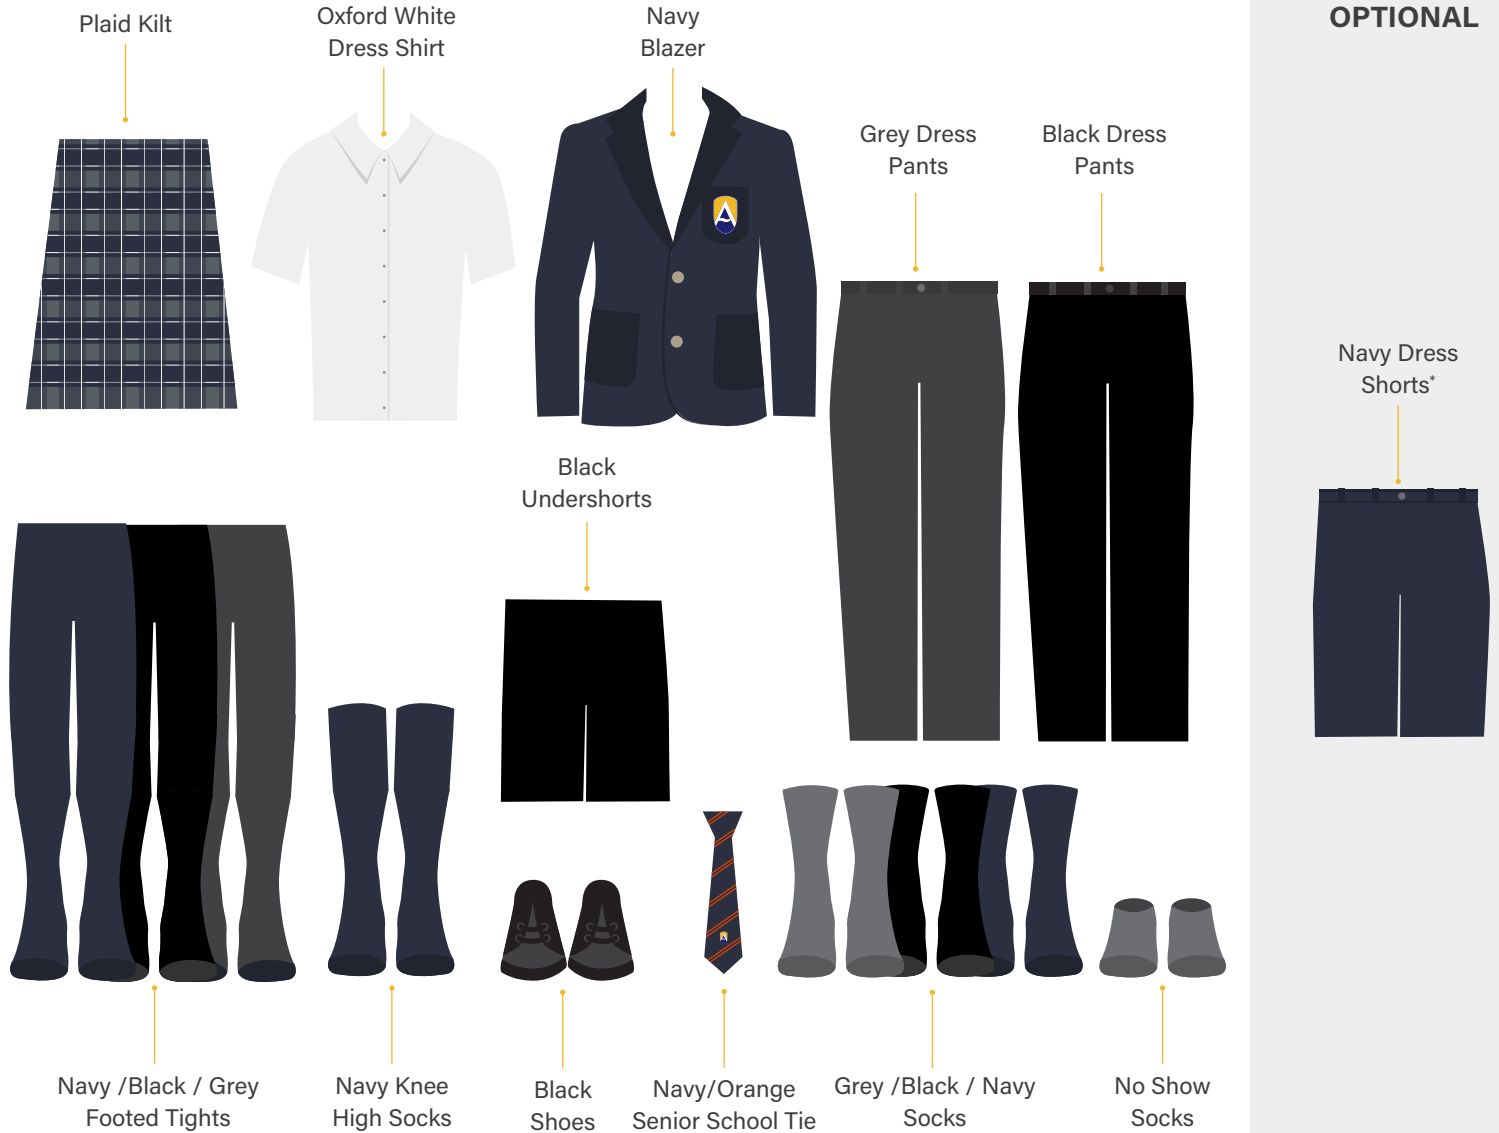 Plaid Kilt
Oxford White
Dress Shirt
Navy
Blazer
OPTIONAL
Grey Dress
Pants
Black Dress
Pants
Navy Dress
Shorts*
Black
Undershorts
Navy /Black / Grey
Footed Tights
Navy Knee
High Socks
Black
Shoes
Navy/Orange
Senior School Tie
Grey /Black / Navy
Socks
No Show
Socks